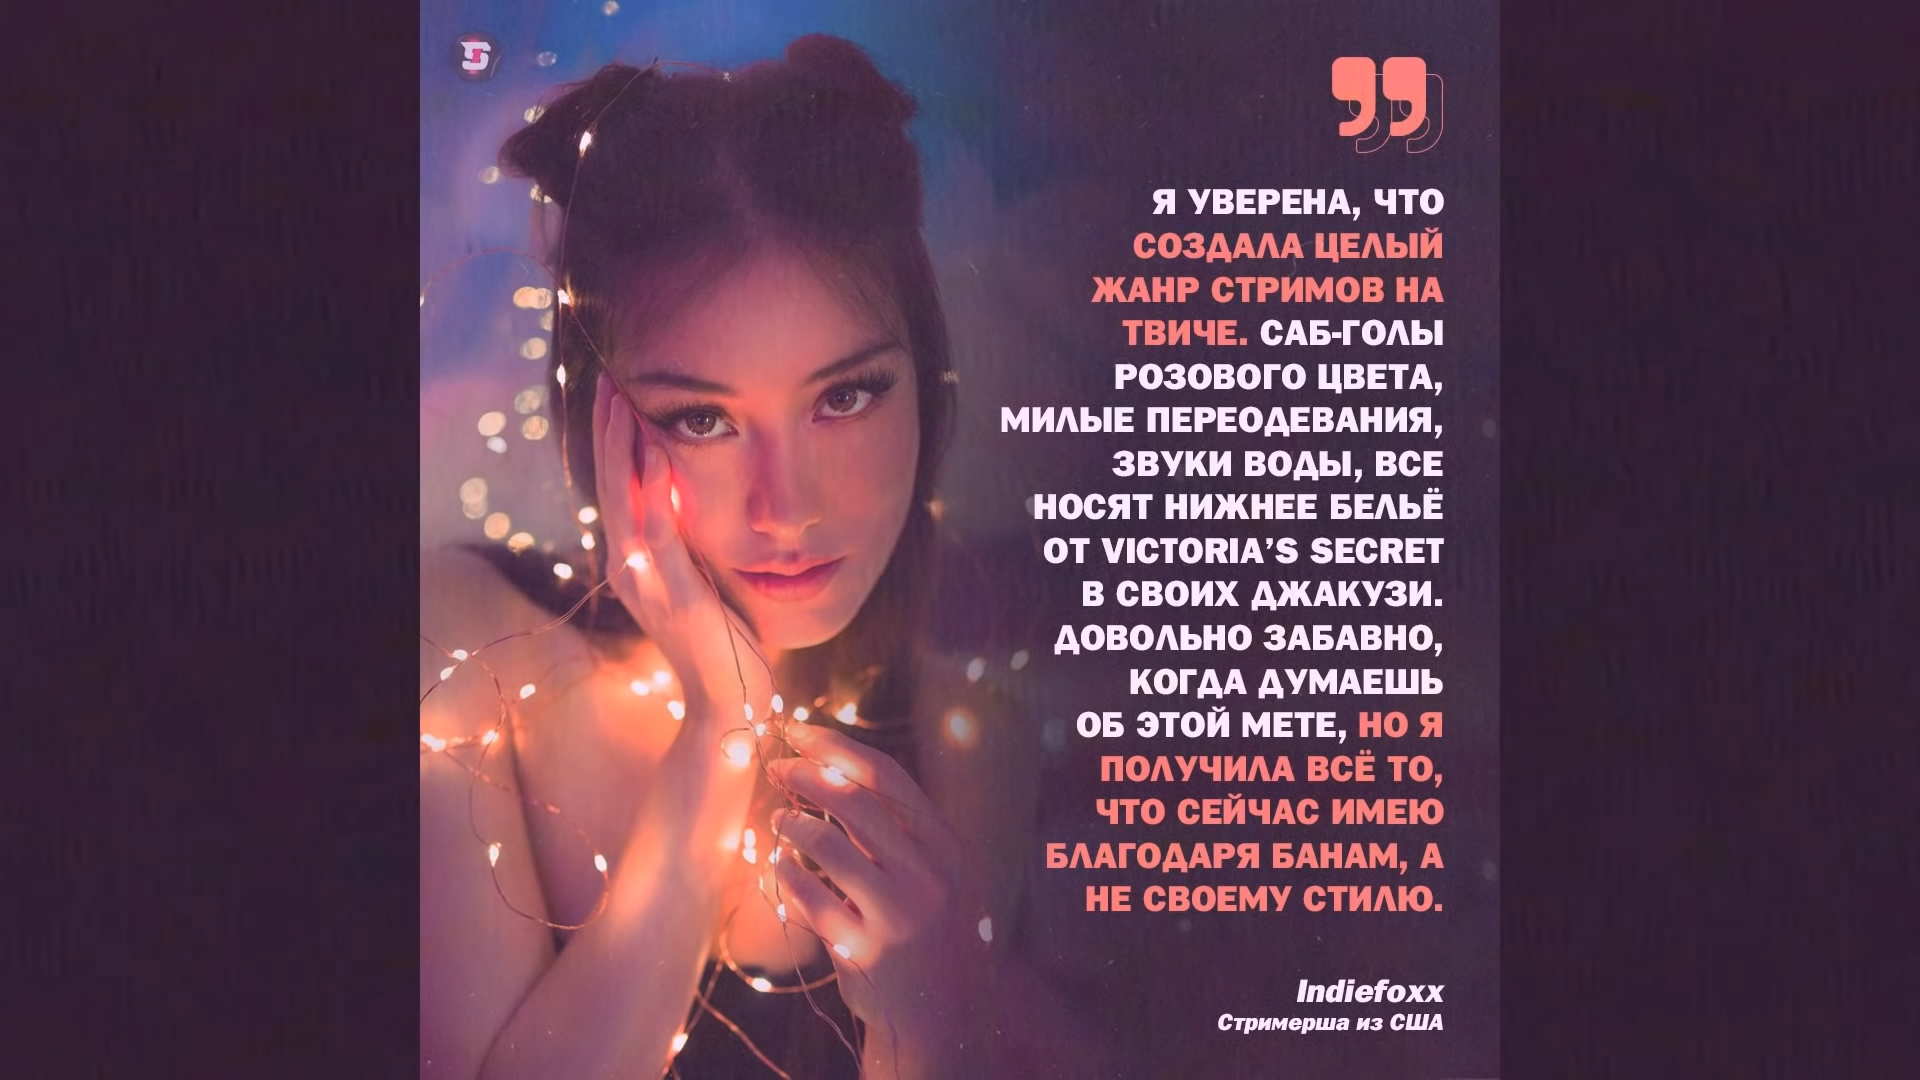 Я УВЕРЕНА, ЧТО
СОЗДАЛА ЦЕЛЫЙ
ЖАНР СТРИМОВ НА
ТВИЧЕ. САБ-ГОЛЫ
РОЗОВОГО ЦВЕТА,
МИЛЫЕ ПЕРЕОДЕВАНИЯ,
ЗВУКИ ВОДЫ, ВСЕ
НОСЯТ НИЖНЕЕ БЕЛЬЁ
ОТ VICTORIA’S SECRET
В СВОИХ ДЖАКУЗИ.
ДОВОЛЬНО ЗАБАВНО,
КОГДА ДУМАЕШЬ
ОБ ЭТОЙ МЕТЕ, НО Я
ПОЛУЧИЛА ВСЁ ТО,
ЧТО СЕЙЧАС ИМЕЮ
БЛАГОДАРЯ БАНАМ, А
НЕ СВОЕМУ СТИЛЮ.
Indiefoxx
Стримерша из США